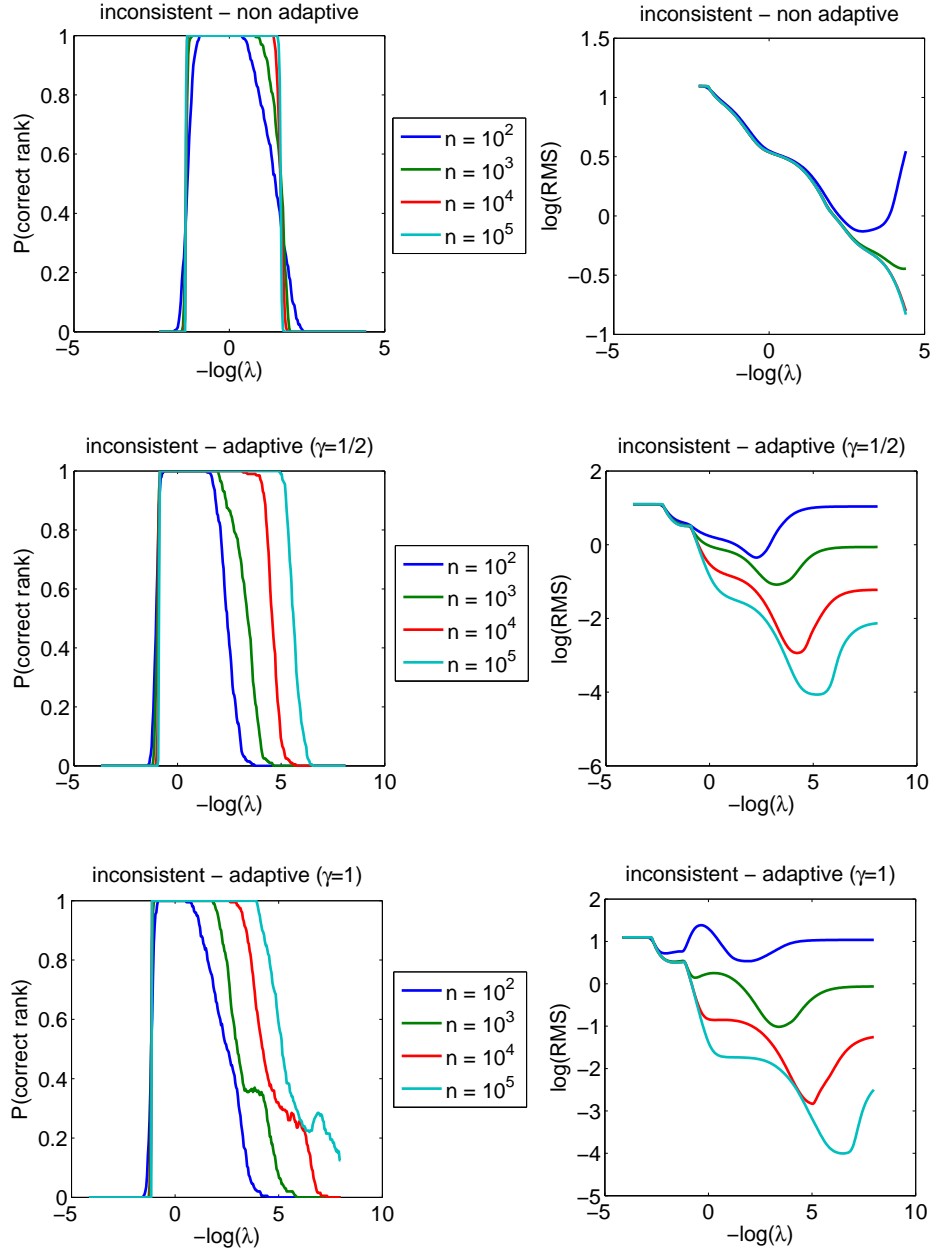 inconsistent − non adaptive
1
0.8
0.6
0.4
0.2
0
P(correct rank)
−5
0
5
−log(λ)
n = 10^2
n = 10^3
n = 10^4
n = 10^5
inconsistent − non adaptive
1.5
1
0.5
0
−0.5
−1
log(RMS)
−5
0
5
−log(λ)
inconsistent − adaptive (γ=1/2)
1
0.8
0.6
0.4
0.2
0
P(correct rank)
−5
0
5
10
−log(λ)
n = 10^2
n = 10^3
n = 10^4
n = 10^5
inconsistent − adaptive (γ=1/2)
2
0
−2
−4
−6
log(RMS)
−5
0
5
10
−log(λ)
inconsistent − adaptive (γ=1)
1
0.8
0.6
0.4
0.2
0
P(correct rank)
−5
0
5
10
−log(λ)
n = 10^2
n = 10^3
n = 10^4
n = 10^5
inconsistent − adaptive (γ=1)
2
1
0
−1
−2
−3
−4
−5
log(RMS)
−5
0
5
10
−log(λ)